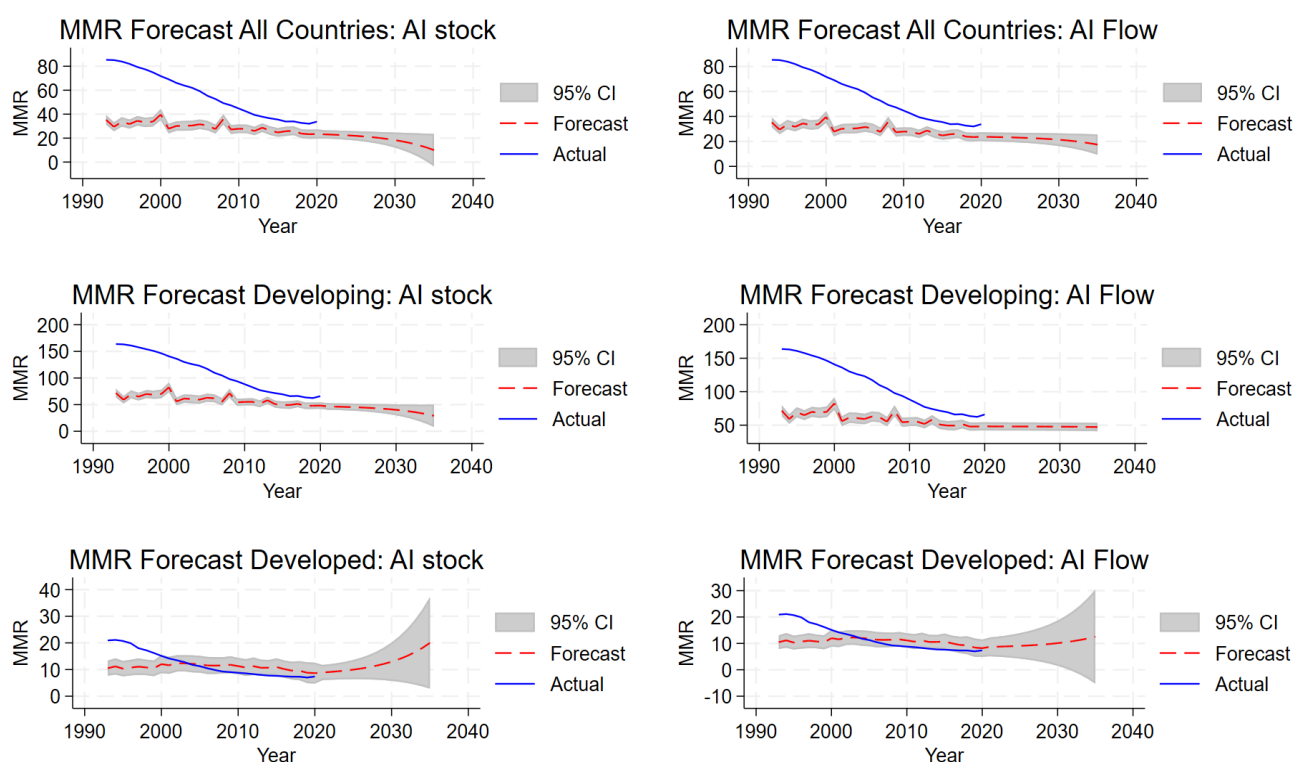 MMR Forecast All Countries: AI stock
80
60
40
20
0
MMR
1990 2000 2010 2020 2030 2040
Year
95% CI
Forecast
Actual
MMR Forecast All Countries: AI Flow
80
60
40
20
0
MMR
1990 2000 2010 2020 2030 2040
Year
95% CI
Forecast
Actual
MMR Forecast Developing: AI stock
200
150
100
50
0
MMR
1990 2000 2010 2020 2030 2040
Year
95% CI
Forecast
Actual
MMR Forecast Developing: AI Flow
200
150
100
50
MMR
1990 2000 2010 2020 2030 2040
Year
95% CI
Forecast
Actual
MMR Forecast Developed: AI stock
40
30
20
10
0
MMR
1990 2000 2010 2020 2030 2040
Year
95% CI
Forecast
Actual
MMR Forecast Developed: AI Flow
30
20
10
0
-10
MMR
1990 2000 2010 2020 2030 2040
Year
95% CI
Forecast
Actual